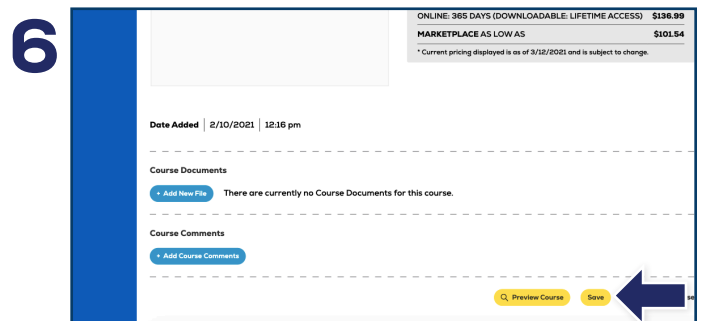 6
ONLINE: 365 DAYS (DOWNLOADABLE: LIFETIME ACCESS) $136.99
MARKETPLACE AS LOW AS $101.54
* Current pricing displayed is as of 3/12/2021 and is subject to change.
Date Added | 2/10/2021 | 12:16 pm
Course Documents
+ Add New File There are currently no Course Documents for this course.
Course Comments
+ Add Course Comments
Preview Course Save